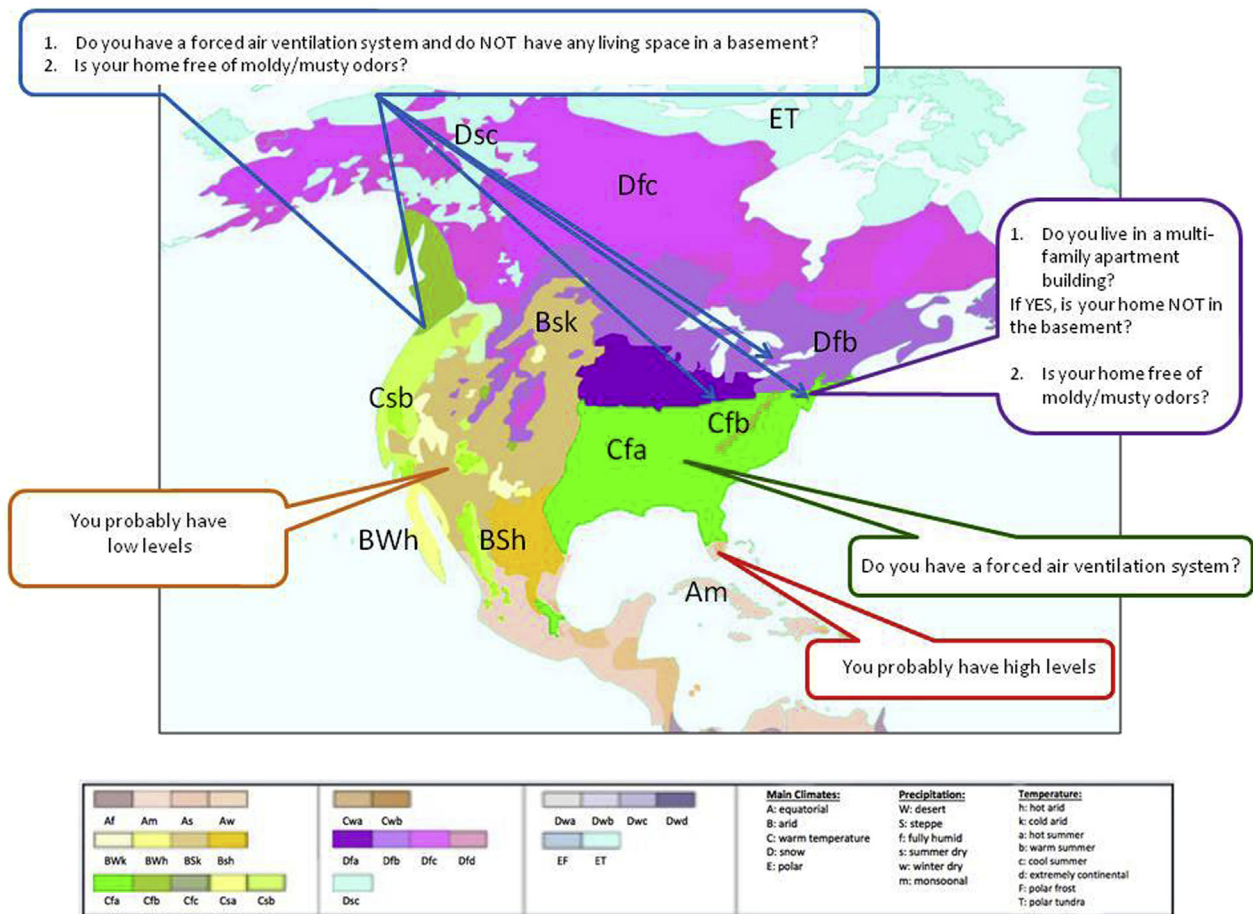 1. Do you have a forced air ventilation system and do NOT have any living space in a basement?
2. Is your home free of moldy/musty odors?
ET
Dsc
Dfc
1. Do you live in a multi-
family apartment
building?
If YES, is your home NOT in
the basement?
2. Is your home free of
moldy/musty odors?
Bsk
Dfb
Csb
Cfb
Cfa
You probably have
low levels
BWh
BSh
Do you have a forced air ventilation system?
Am
You probably have high levels
Af Am As Aw
BWk BWh BSk Bsh
Cfa Cfb Cfc Csa Csb
Cwa Cwb
Dfa Dfb Dfc Dfd
Dsc
Dwa Dwb Dwc Dwd
EF ET
Main Climates:
A: equatorial
B: arid
C: warm temperature
D: snow
E: polar
Precipitation:
W: desert
S: steppe
f: fully humid
s: summer dry
w: winter dry
m: monsoonal
Temperature:
h: hot arid
k: cold arid
a: hot summer
b: warm summer
c: cool summer
d: extremely continental
F: polar frost
T: polar tundra